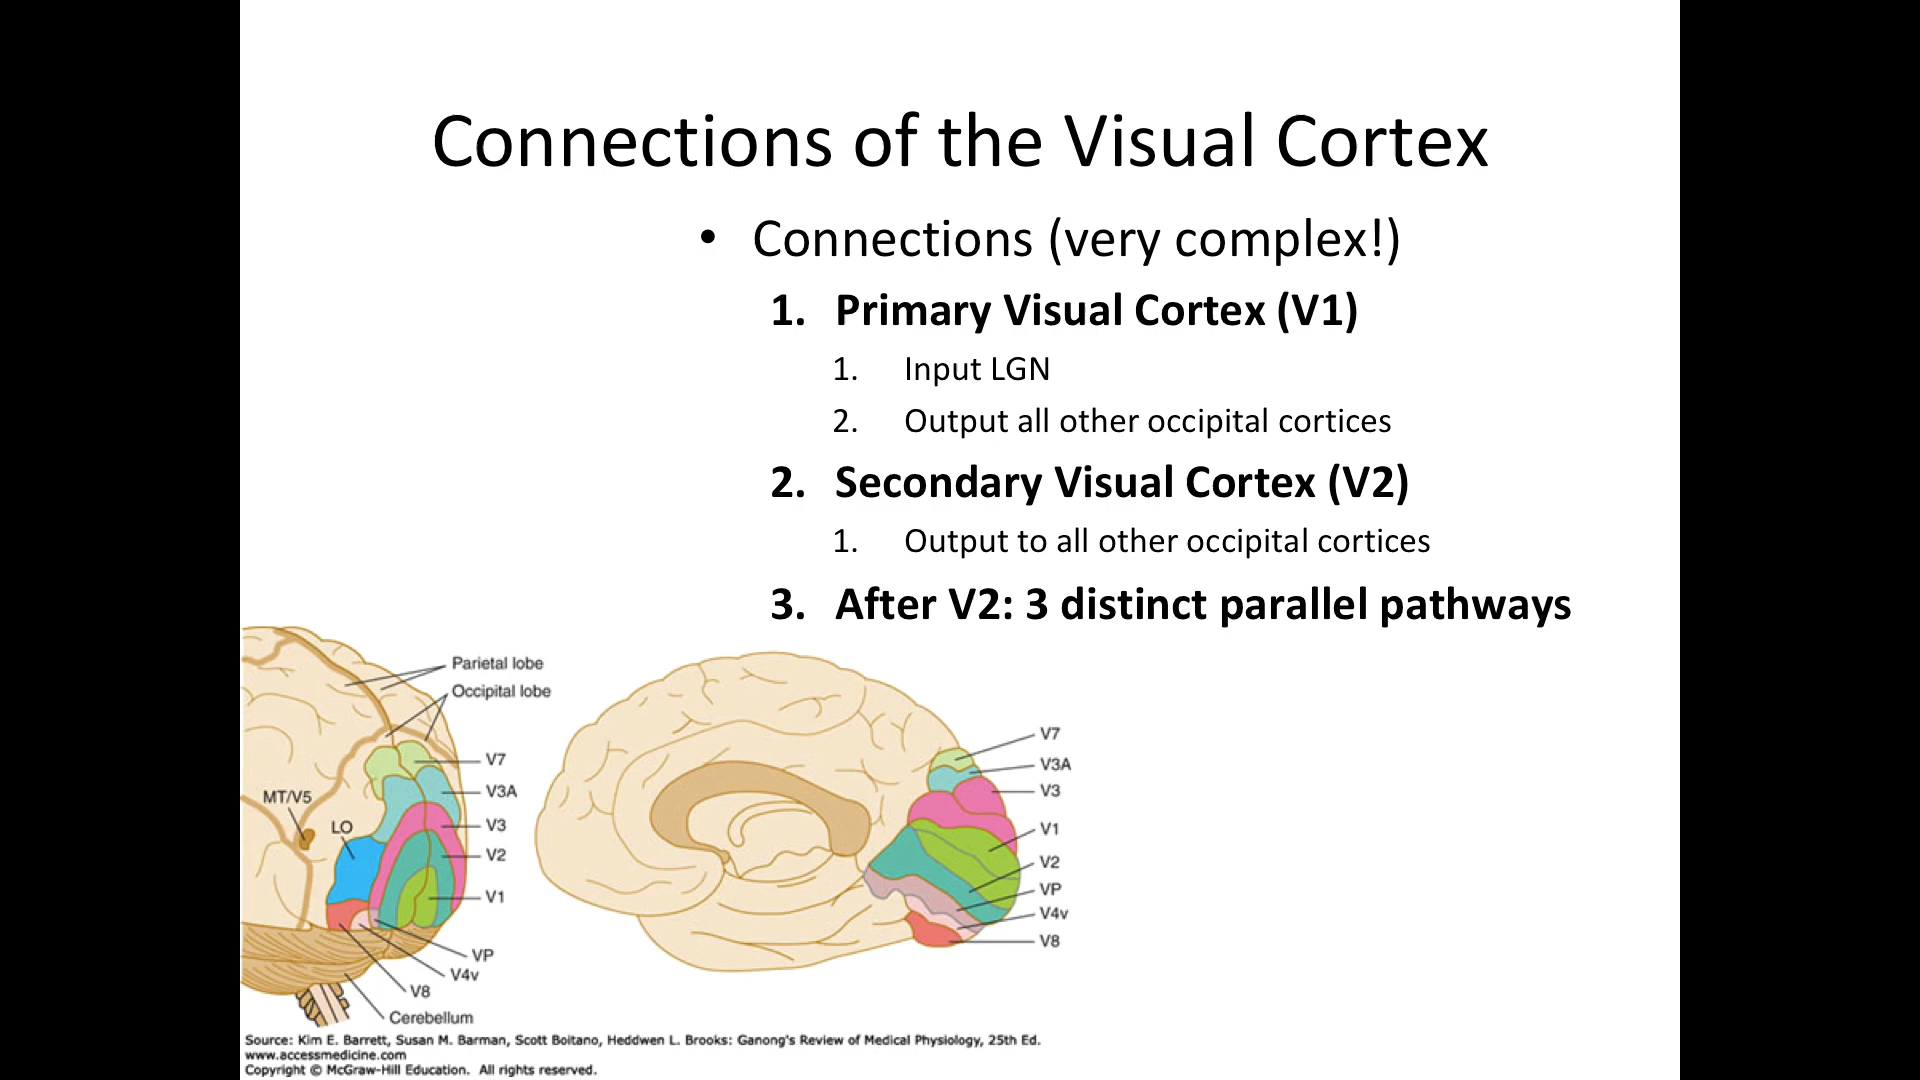 Connections of the Visual Cortex
• Connections (very complex!)
1. Primary Visual Cortex (V1)
1. Input LGN
2. Output all other occipital cortices
2. Secondary Visual Cortex (V2)
1. Output to all other occipital cortices
3. After V2: 3 distinct parallel pathways
Parietal lobe
Occipital lobe
V7
V3A
MT/V5
LO
V3
V2
V1
VP
V4v
V8
Cerebellum
V7
V3A
V3
V1
V2
VP
V4v
V8
Source: Kim E. Barrett, Susan M. Barman, Scott Boitano, Heddwen L. Brooks: Ganong's Review of Medical Physiology, 25th Ed.
www.accessmedicine.com
Copyright © McGraw-Hill Education. All rights reserved.